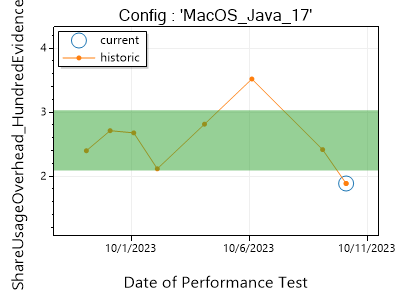 Config : 'MacOS_Java_17'
ShareUsageOverhead_HundredEvidence
current
historic
4
3
2
10/1/2023
10/6/2023
10/11/2023
Date of Performance Test